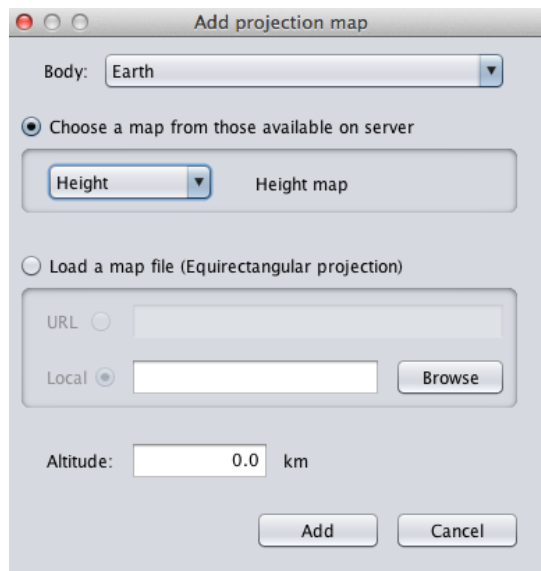 Add projection map
Body: Earth
Choose a map from those available on server
Height Height map
Load a map file (Equirectangular projection)
URL
Local Browse
Altitude: 0.0 km
Add Cancel